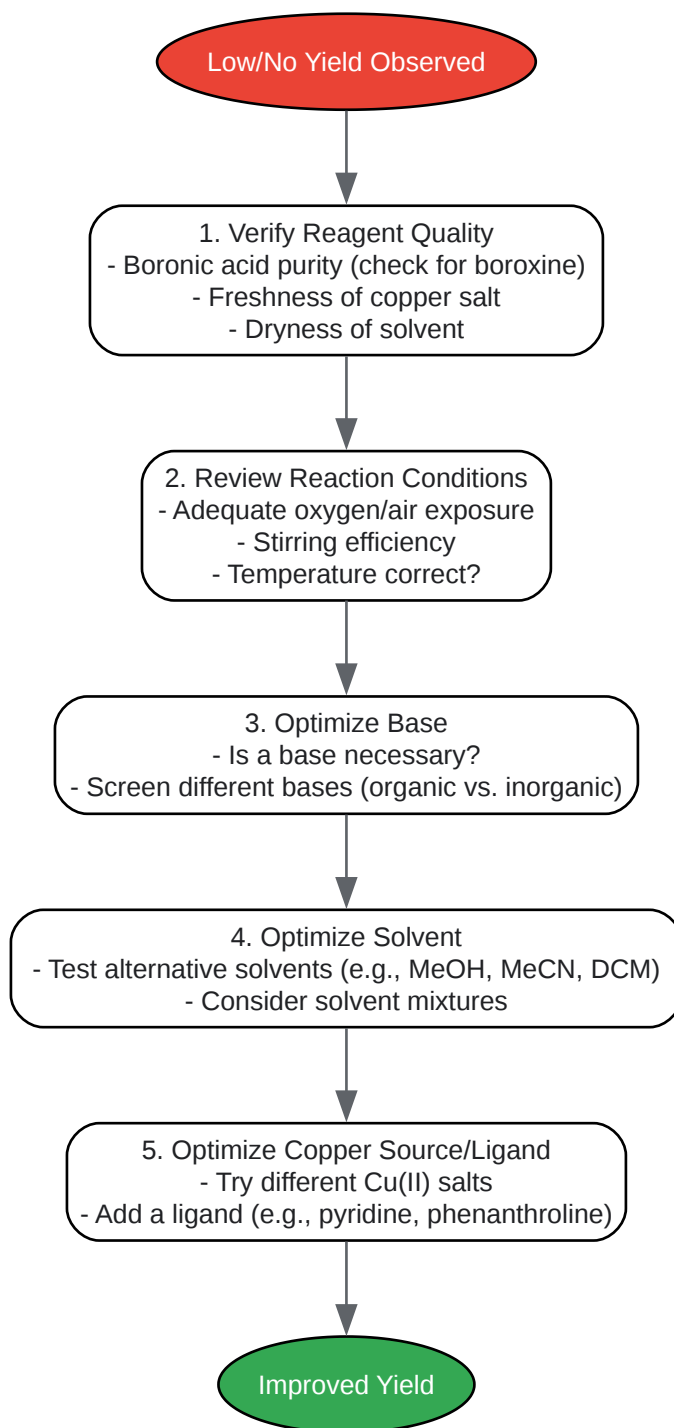 Low/No Yield Observed
1. Verify Reagent Quality
- Boronic acid purity (check for boroxine)
- Freshness of copper salt
- Dryness of solvent
2. Review Reaction Conditions
- Adequate oxygen/air exposure
- Stirring efficiency
- Temperature correct?
3. Optimize Base
- Is a base necessary?
- Screen different bases (organic vs. inorganic)
4. Optimize Solvent
- Test alternative solvents (e.g., MeOH, MeCN, DCM)
- Consider solvent mixtures
5. Optimize Copper Source/Ligand
- Try different Cu(II) salts
- Add a ligand (e.g., pyridine, phenanthroline)
Improved Yield